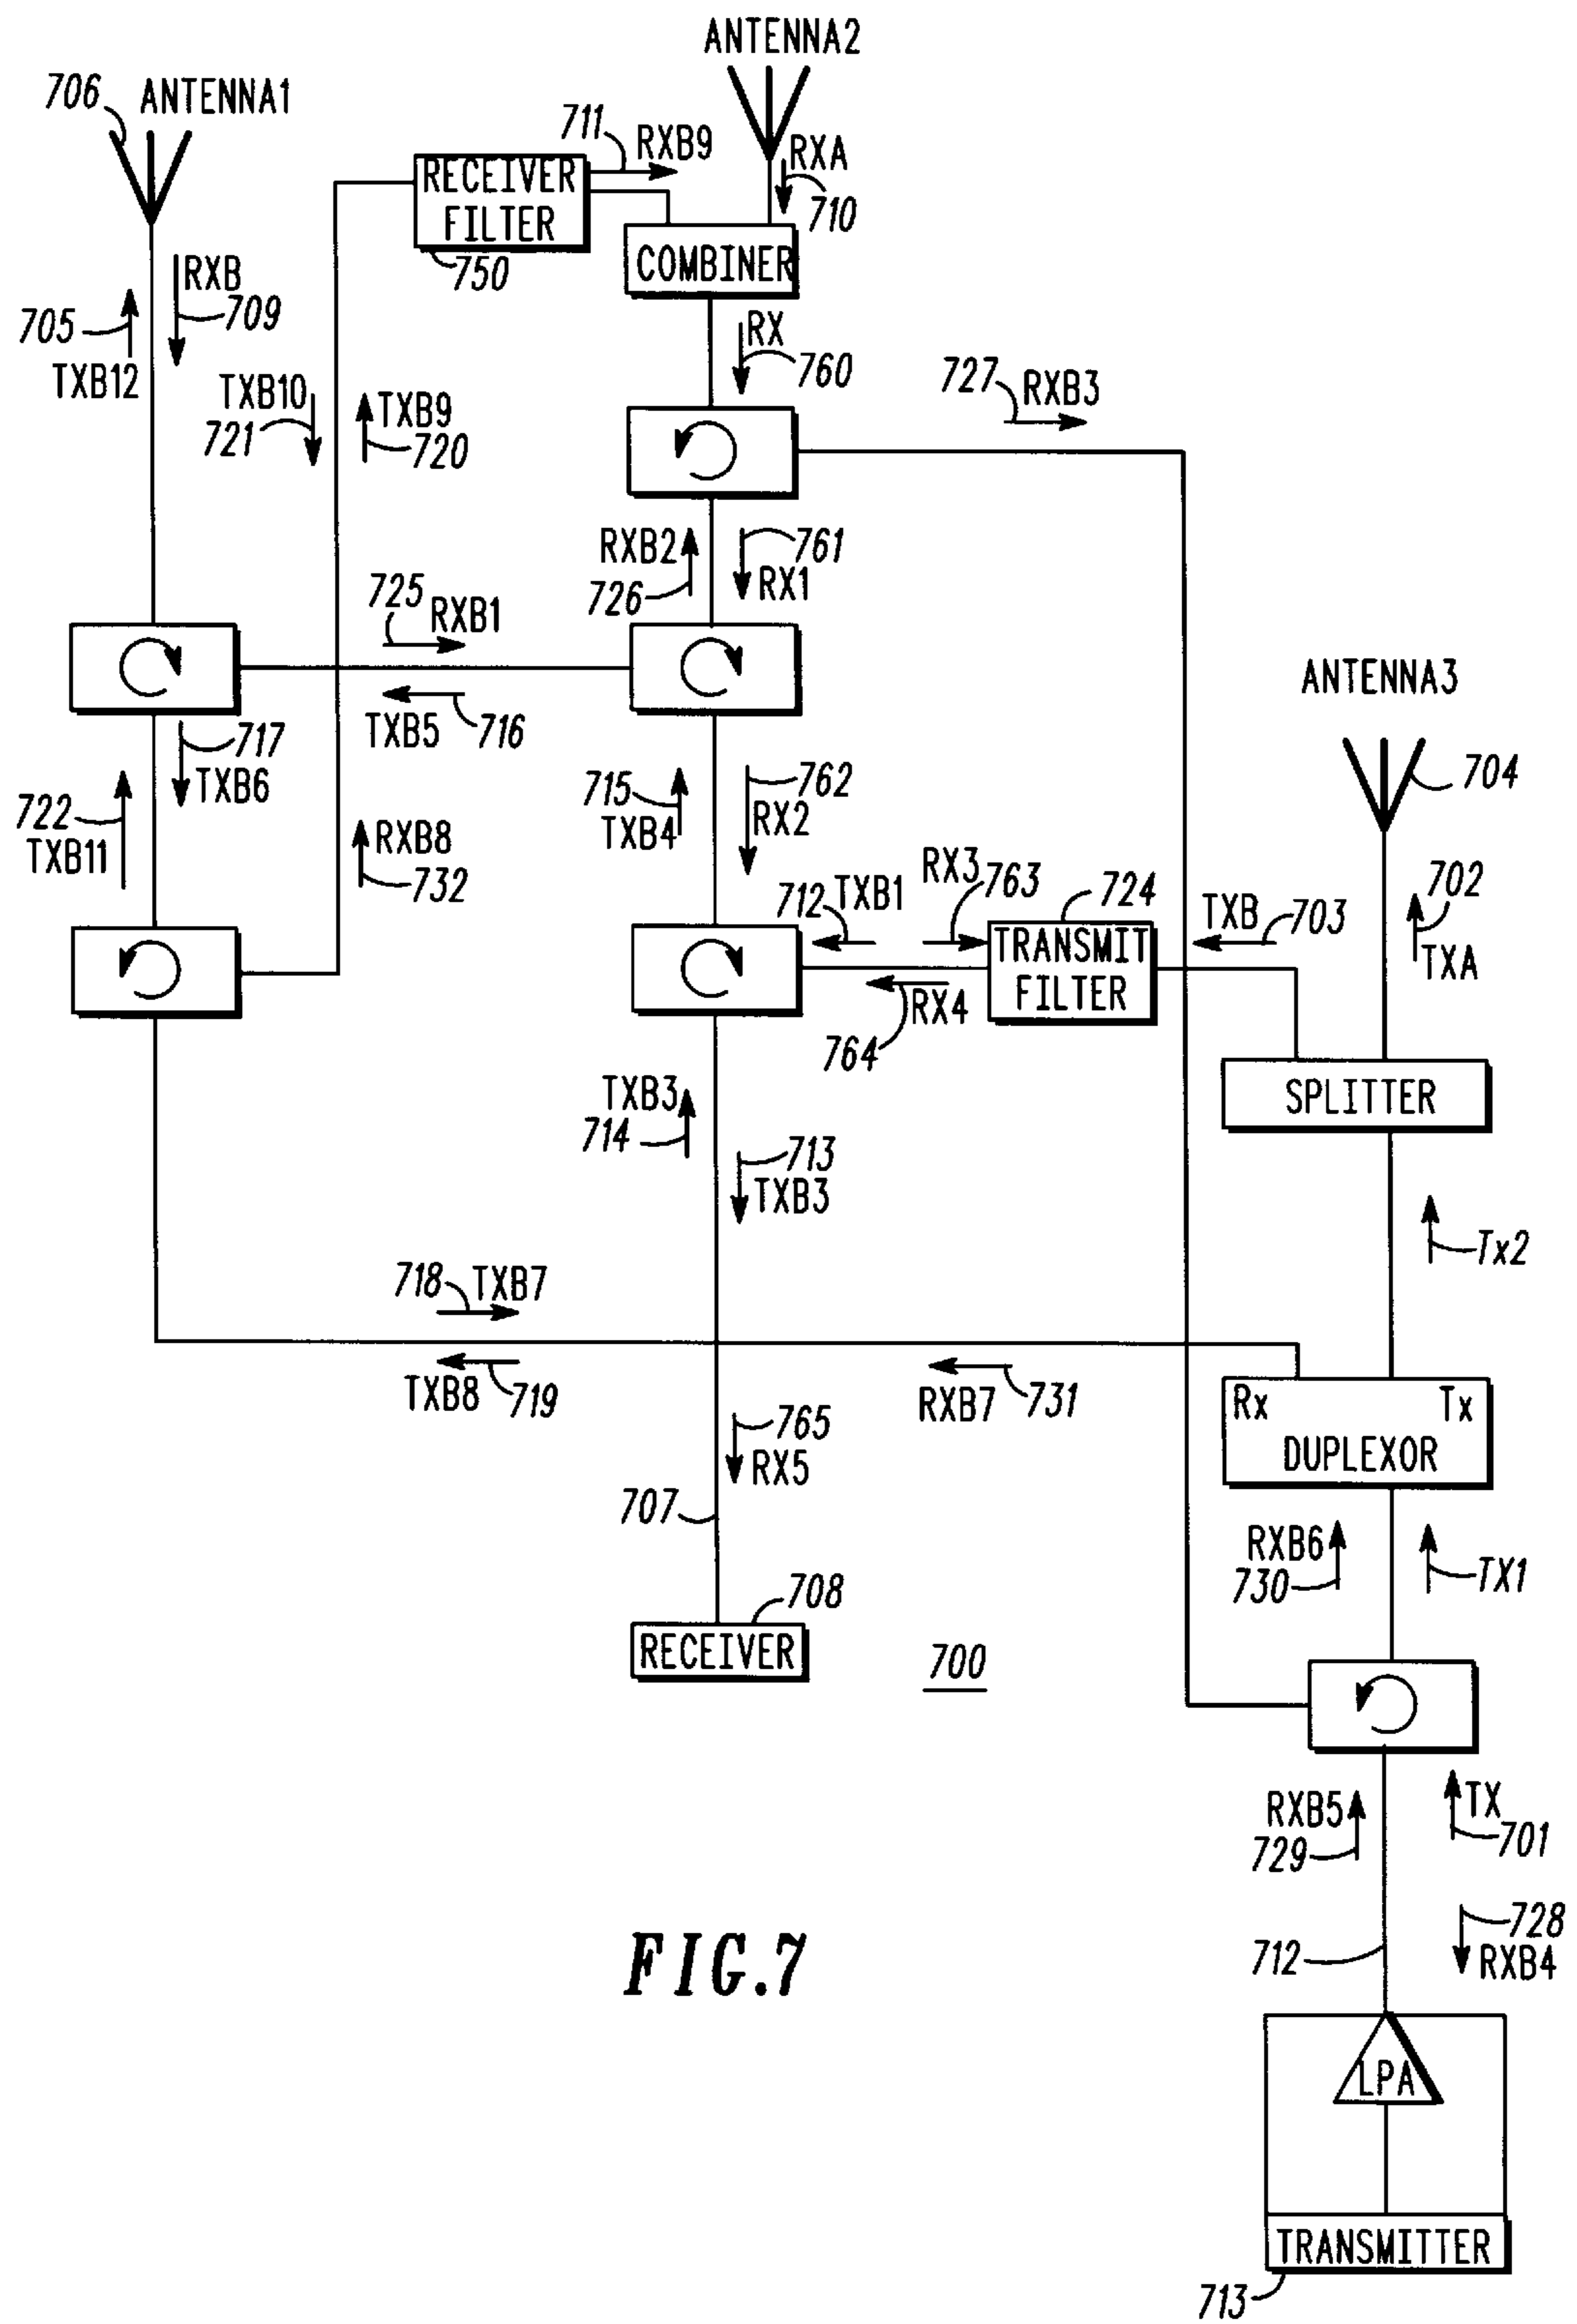 ANTENNA2
706
ANTENNA1
711
RXB9
RXA
710
RECEIVER
FILTER
750
COMBINER
RXB
709
705
TXB12
RX
760
TXB10
721
TXB9
720
727
RXB3
RXB2
726
761
RX1
725
RXB1
TXB5
716
ANTENNA3
717
TXB6
722
TXB11
715
TXB4
762
RX2
704
RXB8
732
712
TXB1
RX3
763
724
TRANSMIT
FILTER
RX4
764
TXB
703
702
TXA
SPLITTER
TXB3
714
713
TXB3
Tx2
718
TXB7
TXB8
719
RXB7
731
Rx
Tx
DUPLEXOR
765
RX5
707
RXB6
730
TX1
708
RECEIVER
700
RXB5
729
TX
701
728
RXB4
712
FIG.7
LPA
TRANSMITTER
713